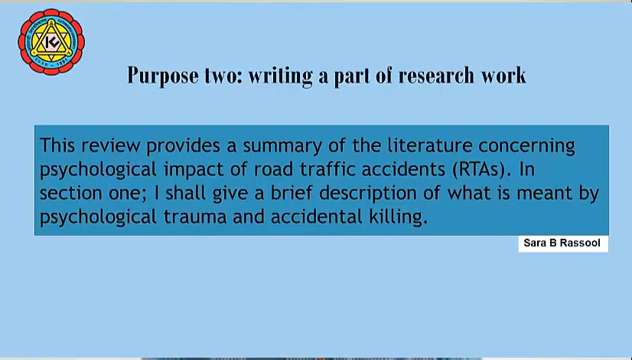 Purpose two: writing a part of research work
This review provides a summary of the literature concerning
psychological impact of road traffic accidents (RTAs). In
section one; I shall give a brief description of what is meant by
psychological trauma and accidental killing.
Sara B Rassool